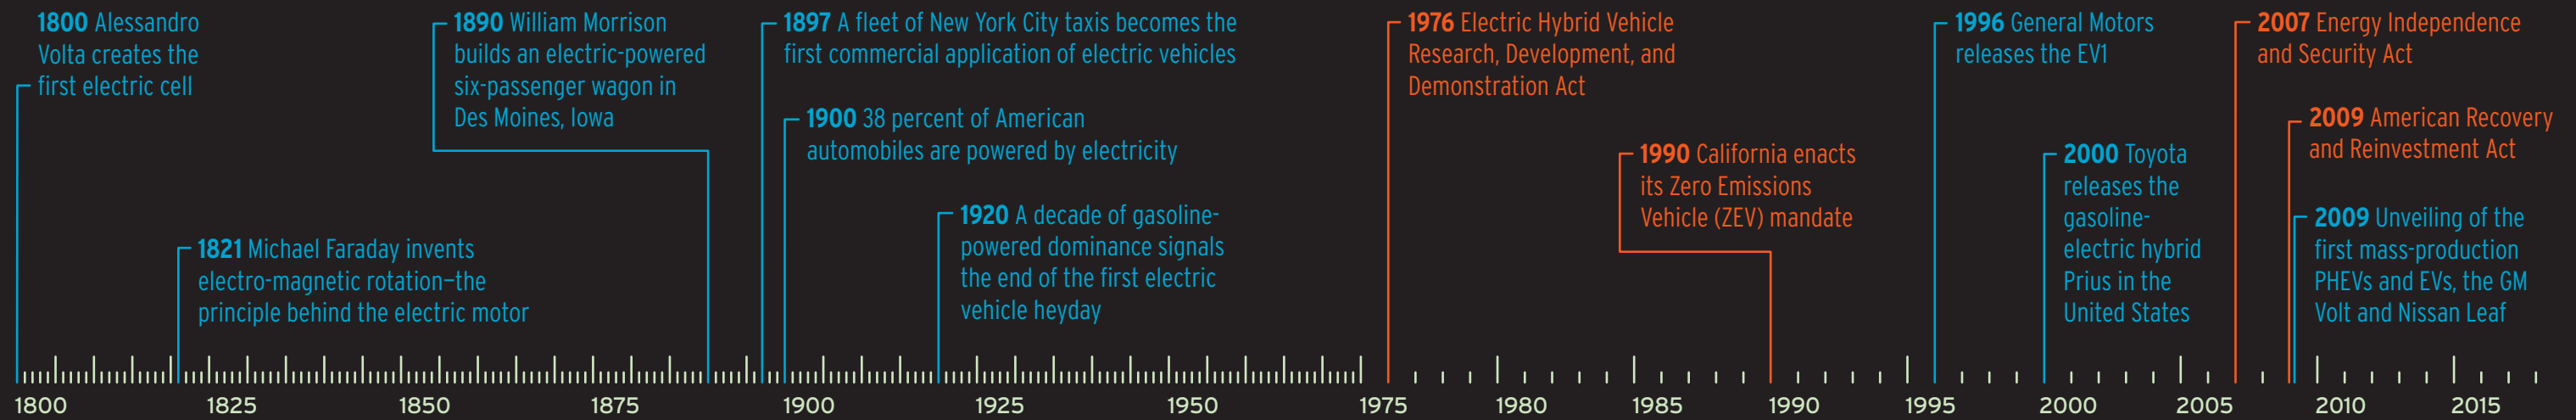 1800 Alessandro
Volta creates the
first electric cell
1821 Michael Faraday invents
electro-magnetic rotation—the
principle behind the electric motor
1890 William Morrison
builds an electric-powered
six-passenger wagon in
Des Moines, Iowa
1897 A fleet of New York City taxis becomes the
first commercial application of electric vehicles
1900 38 percent of American
automobiles are powered by electricity
1920 A decade of gasoline-
powered dominance signals
the end of the first electric
vehicle heyday
1976 Electric Hybrid Vehicle
Research, Development, and
Demonstration Act
1990 California enacts
its Zero Emissions
Vehicle (ZEV) mandate
1996 General Motors
releases the EV1
2000 Toyota
releases the
gasoline-
electric hybrid
Prius in the
United States
2007 Energy Independence
and Security Act
2009 American Recovery
and Reinvestment Act
2009 Unveiling of the
first mass-production
PHEVs and EVs, the GM
Volt and Nissan Leaf
1800 1825 1850 1875 1900 1925 1950 1975 1980 1985 1990 1995 2000 2005 2010 2015